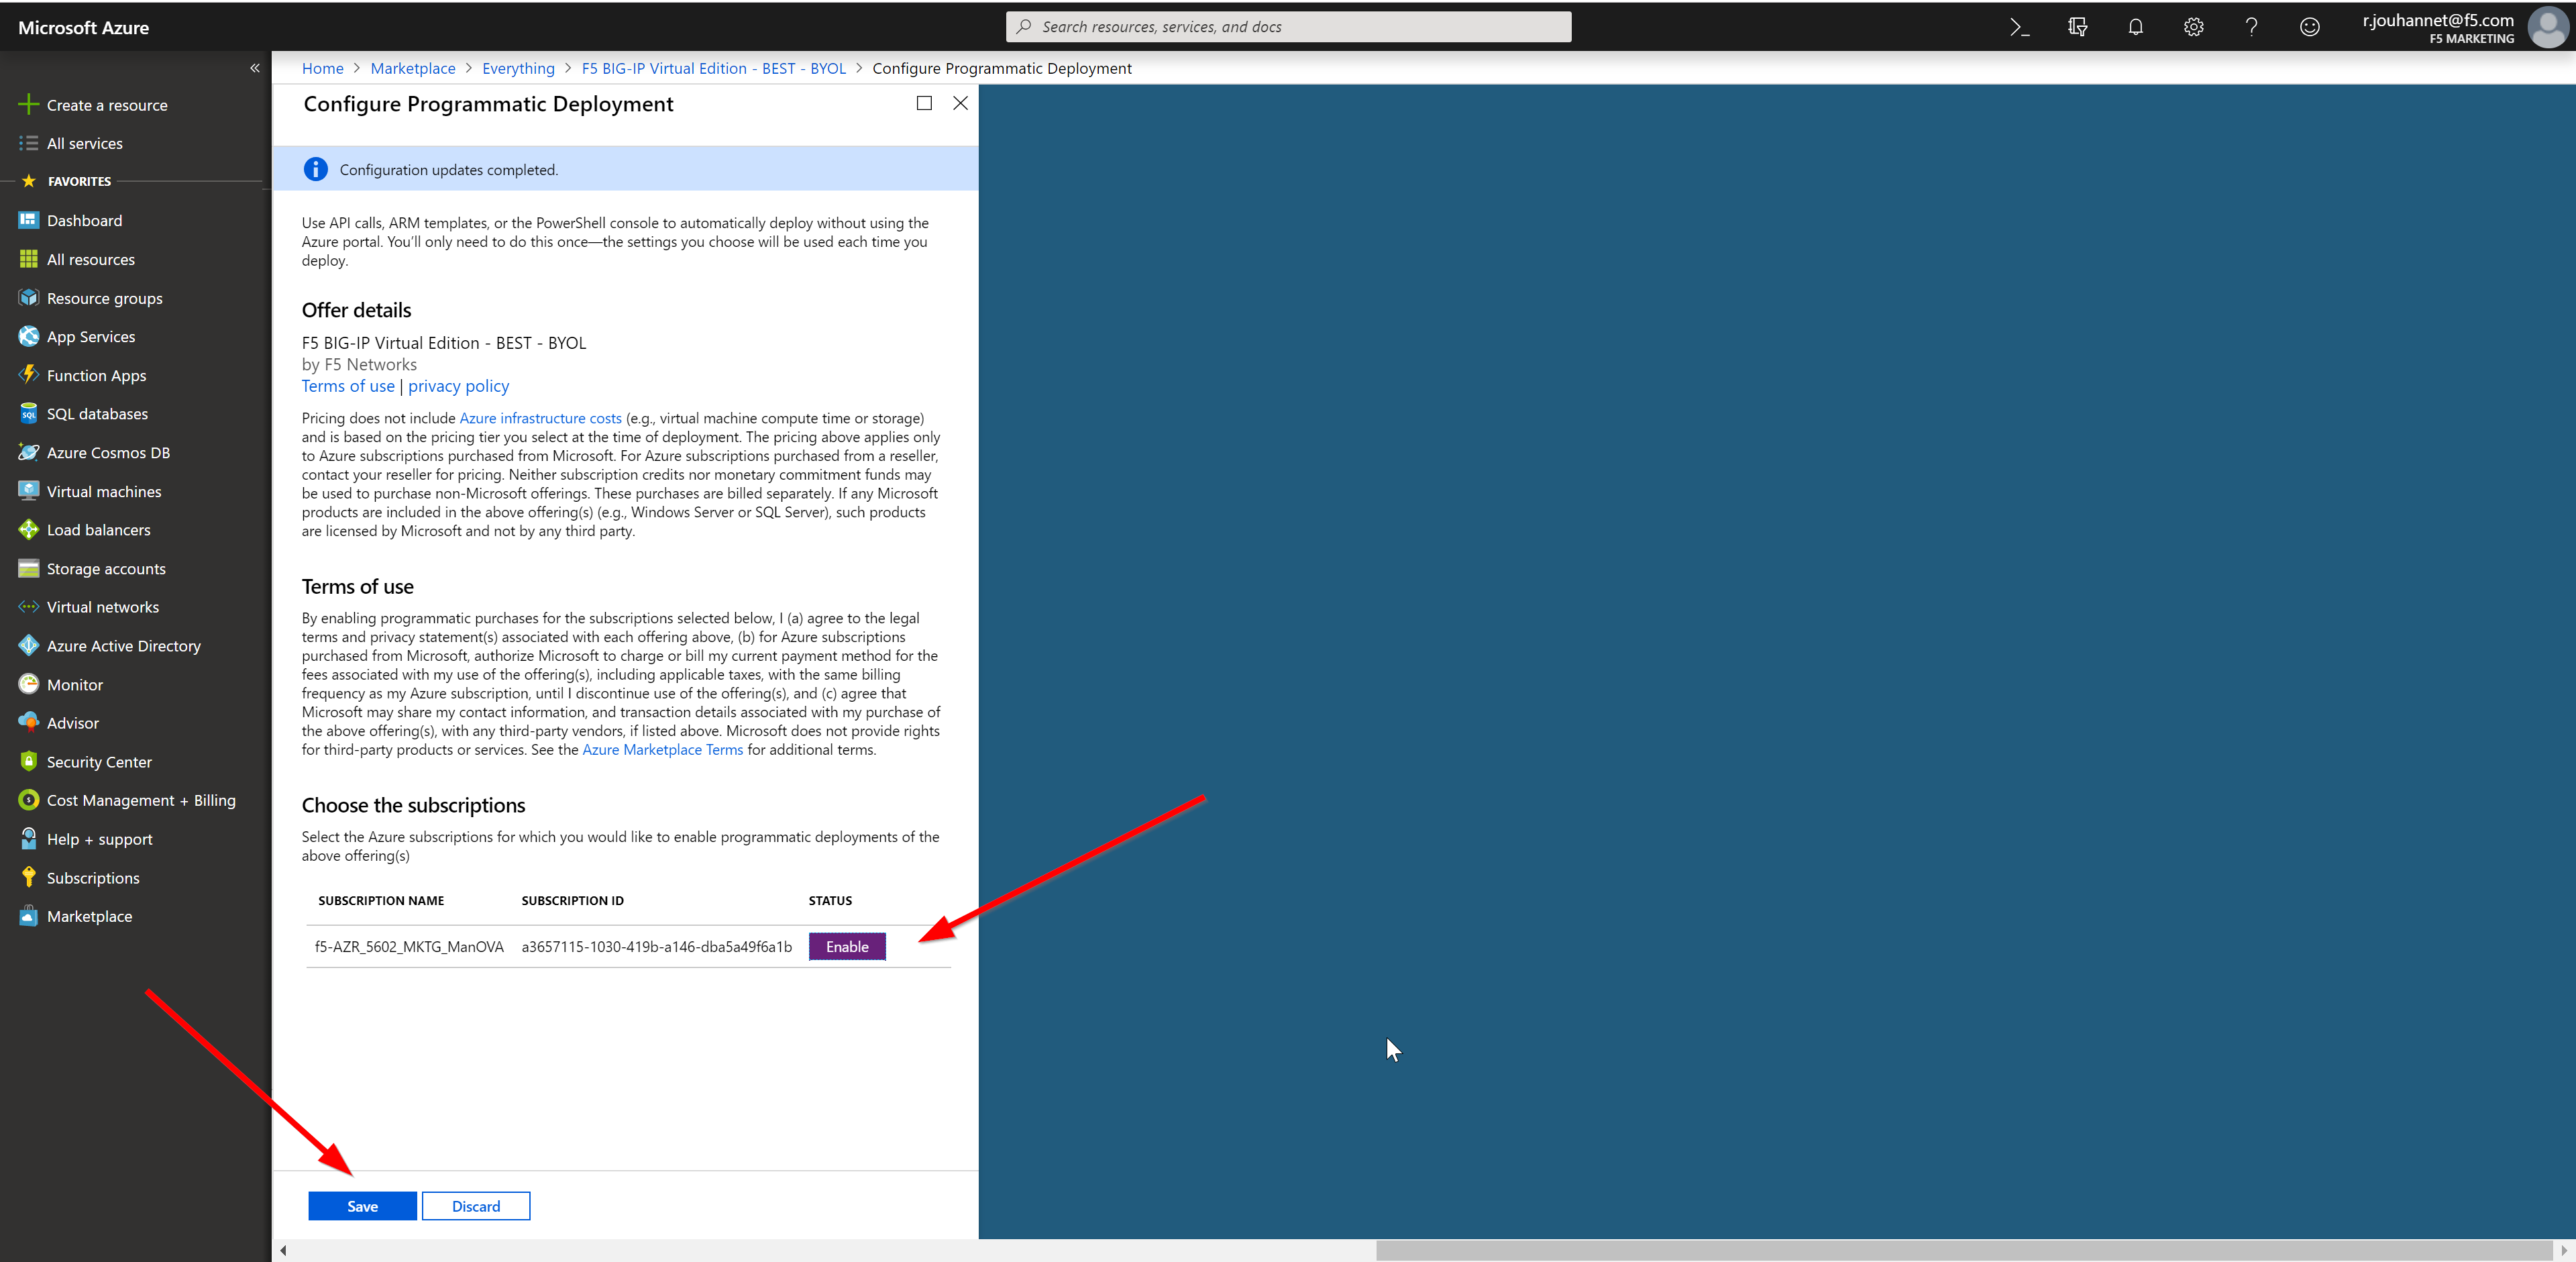 Microsoft Azure
Search resources, services, and docs
r.jouhannet@f5.com
F5 MARKETING
«
Create a resource
All services
FAVORITES
Dashboard
All resources
Resource groups
App Services
Function Apps
SQL databases
Azure Cosmos DB
Virtual machines
Load balancers
Storage accounts
Virtual networks
Azure Active Directory
Monitor
Advisor
Security Center
Cost Management + Billing
Help + support
Subscriptions
Marketplace
Home > Marketplace > Everything > F5 BIG-IP Virtual Edition - BEST - BYOL > Configure Programmatic Deployment
Configure Programmatic Deployment
Configuration updates completed.
Use API calls, ARM templates, or the PowerShell console to automatically deploy without using the
Azure portal. You'll only need to do this once—the settings you choose will be used each time you
deploy.
Offer details
F5 BIG-IP Virtual Edition - BEST - BYOL
by F5 Networks
Terms of use | privacy policy
Pricing does not include Azure infrastructure costs (e.g., virtual machine compute time or storage)
and is based on the pricing tier you select at the time of deployment. The pricing above applies only
to Azure subscriptions purchased from Microsoft. For Azure subscriptions purchased from a reseller,
contact your reseller for pricing. Neither subscription credits nor monetary commitment funds may
be used to purchase non-Microsoft offerings. These purchases are billed separately. If any Microsoft
products are included in the above offering(s) (e.g., Windows Server or SQL Server), such products
are licensed by Microsoft and not by any third party.
Terms of use
By enabling programmatic purchases for the subscriptions selected below, I (a) agree to the legal
terms and privacy statement(s) associated with each offering above, (b) for Azure subscriptions
purchased from Microsoft, authorize Microsoft to charge or bill my current payment method for the
fees associated with my use of the offering(s), including applicable taxes, with the same billing
frequency as my Azure subscription, until I discontinue use of the offering(s), and (c) agree that
Microsoft may share my contact information, and transaction details associated with my purchase of
the above offering(s), with any third-party vendors, if listed above. Microsoft does not provide rights
for third-party products or services. See the Azure Marketplace Terms for additional terms.
Choose the subscriptions
Select the Azure subscriptions for which you would like to enable programmatic deployments of the
above offering(s)
SUBSCRIPTION NAME SUBSCRIPTION ID STATUS
f5-AZR_5602_MKTG_ManOVA a3657115-1030-419b-a146-dba5a49f6a1b Enable
Save Discard